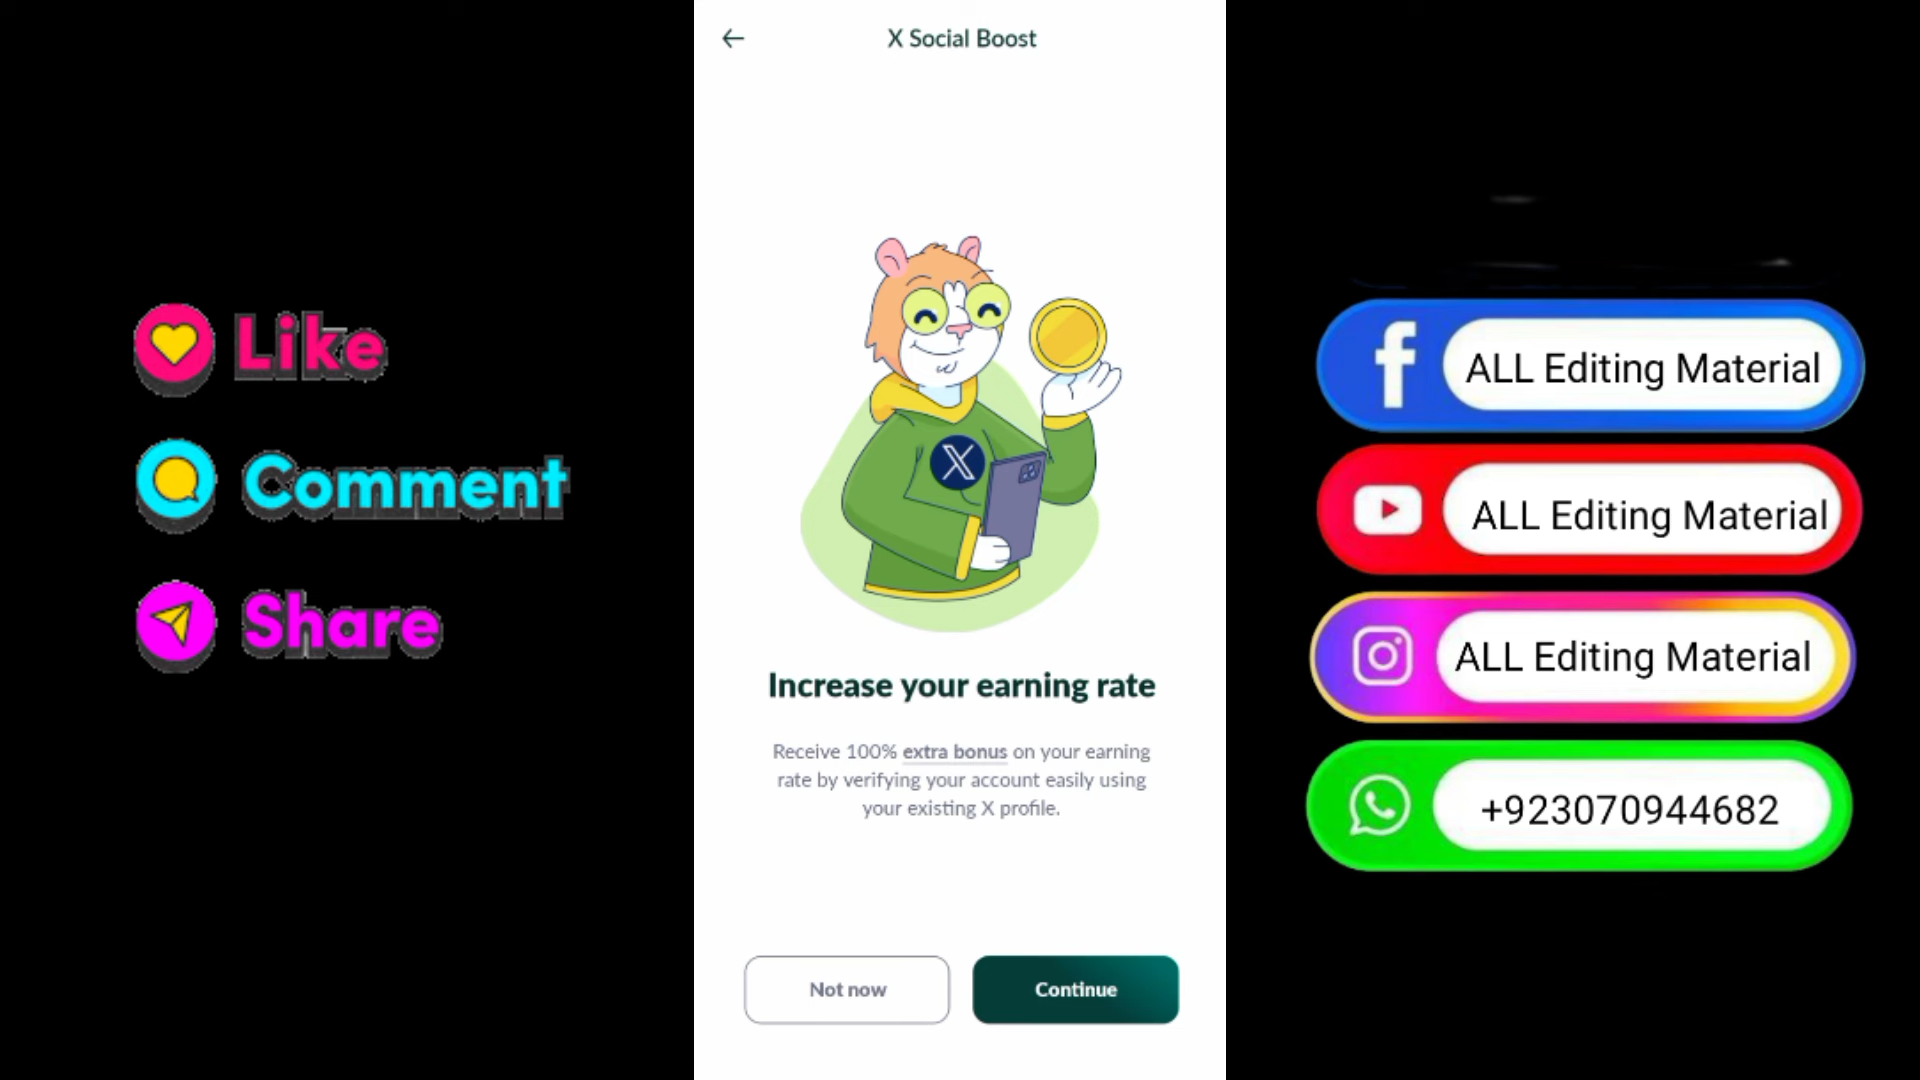 X Social Boost
Like
Comment
Share
Increase your earning rate
Receive 100% extra bonus on your earning
rate by verifying your account easily using
your existing X profile.
Not now
Continue
ALL Editing Material
ALL Editing Material
ALL Editing Material
+923070944682